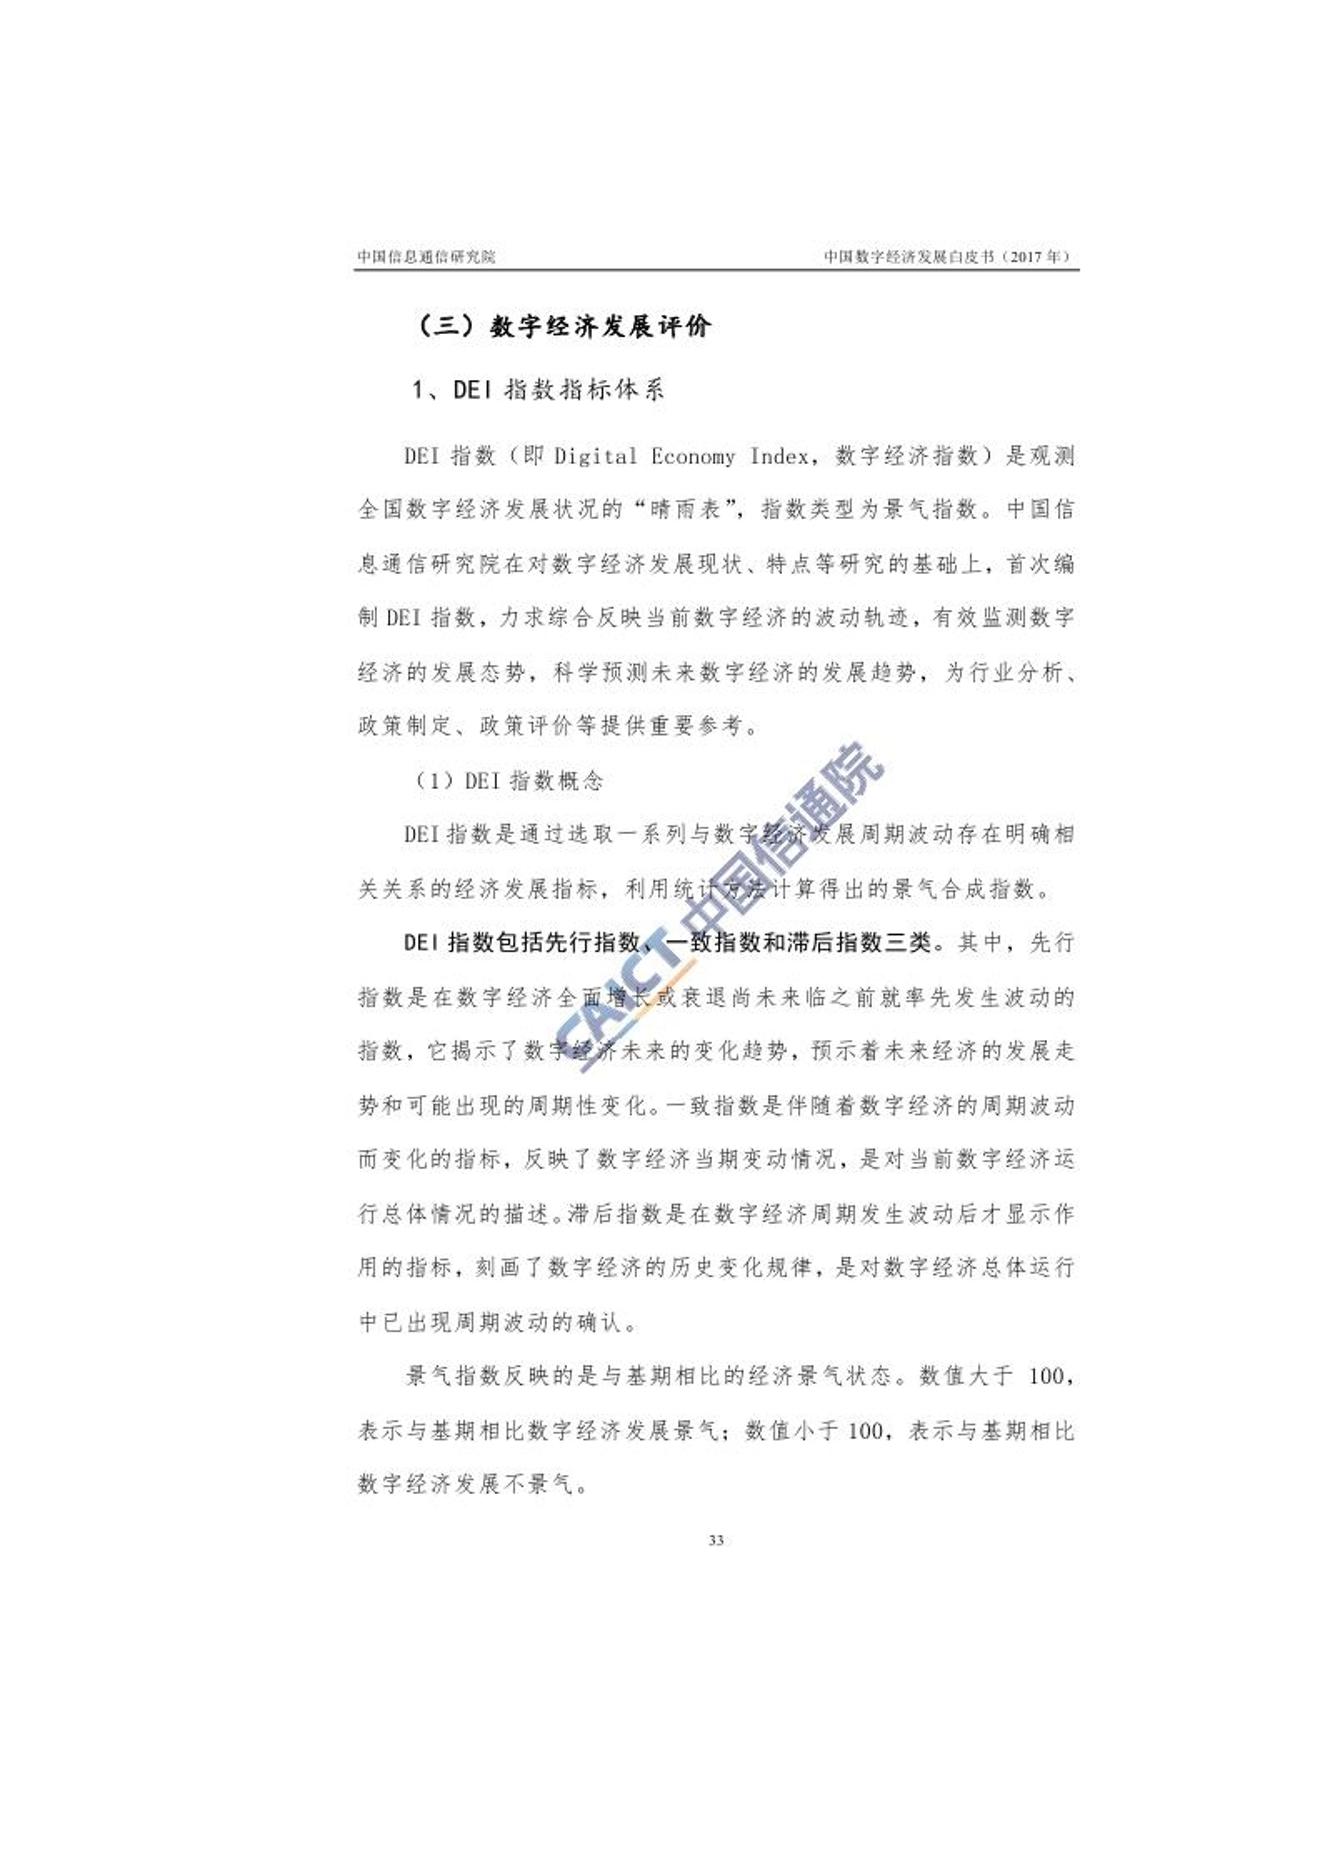 中国信息通信研究院 中国数字经济发展白皮书（2017 年）
（三）数字经济发展评价
1、DEI 指数指标体系
DEI 指数（即 Digital Economy Index，数字经济指数）是观测
全国数字经济发展状况的“晴雨表”，指数类型为景气指数。中国信
息通信研究院在对数字经济发展现状、特点等研究的基础上，首次编
制 DEI 指数，力求综合反映当前数字经济的波动轨迹，有效监测数字
经济的发展态势，科学预测未来数字经济的发展趋势，为行业分析、
政策制定、政策评价等提供重要参考。
（1）DEI 指数概念
DEI 指数是通过选取一系列与数字经济发展周期波动存在明确相
关关系的经济发展指标，利用统计方法计算得出的景气合成指数。
DEI 指数包括先行指数、一致指数和滞后指数三类。其中，先行
指数是在数字经济全面增长或衰退尚未来临之前就率先发生波动的
指数，它揭示了数字经济未来的变化趋势，预示着未来经济的发展走
势和可能出现的周期性变化。一致指数是伴随着数字经济的周期波动
而变化的指标，反映了数字经济当期变动情况，是对当前数字经济运
行总体情况的描述。滞后指数是在数字经济周期发生波动后才显示作
用的指标，刻画了数字经济的历史变化规律，是对数字经济总体运行
中已出现周期波动的确认。
景气指数反映的是与基期相比的经济景气状态。数值大于 100，
表示与基期相比数字经济发展景气；数值小于 100，表示与基期相比
数字经济发展不景气。
33
CAICT 中国信通院